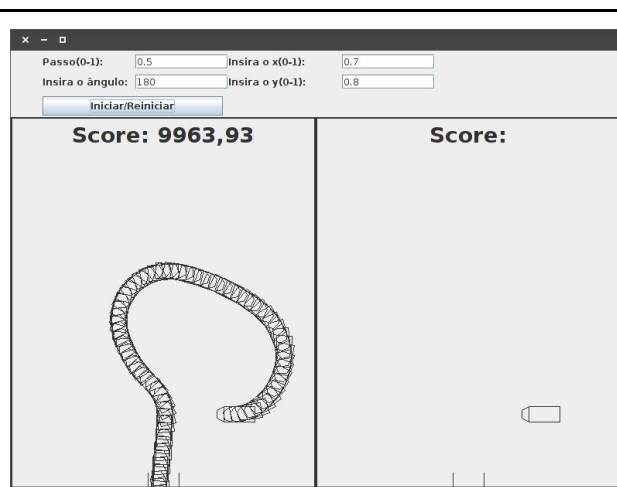 Passo(0-1): 0.5 Insira o x(0-1): 0.7
Insira o ângulo: 180 Insira o y(0-1): 0.8
Iniciar/Reiniciar
Score: 9963,93 Score: